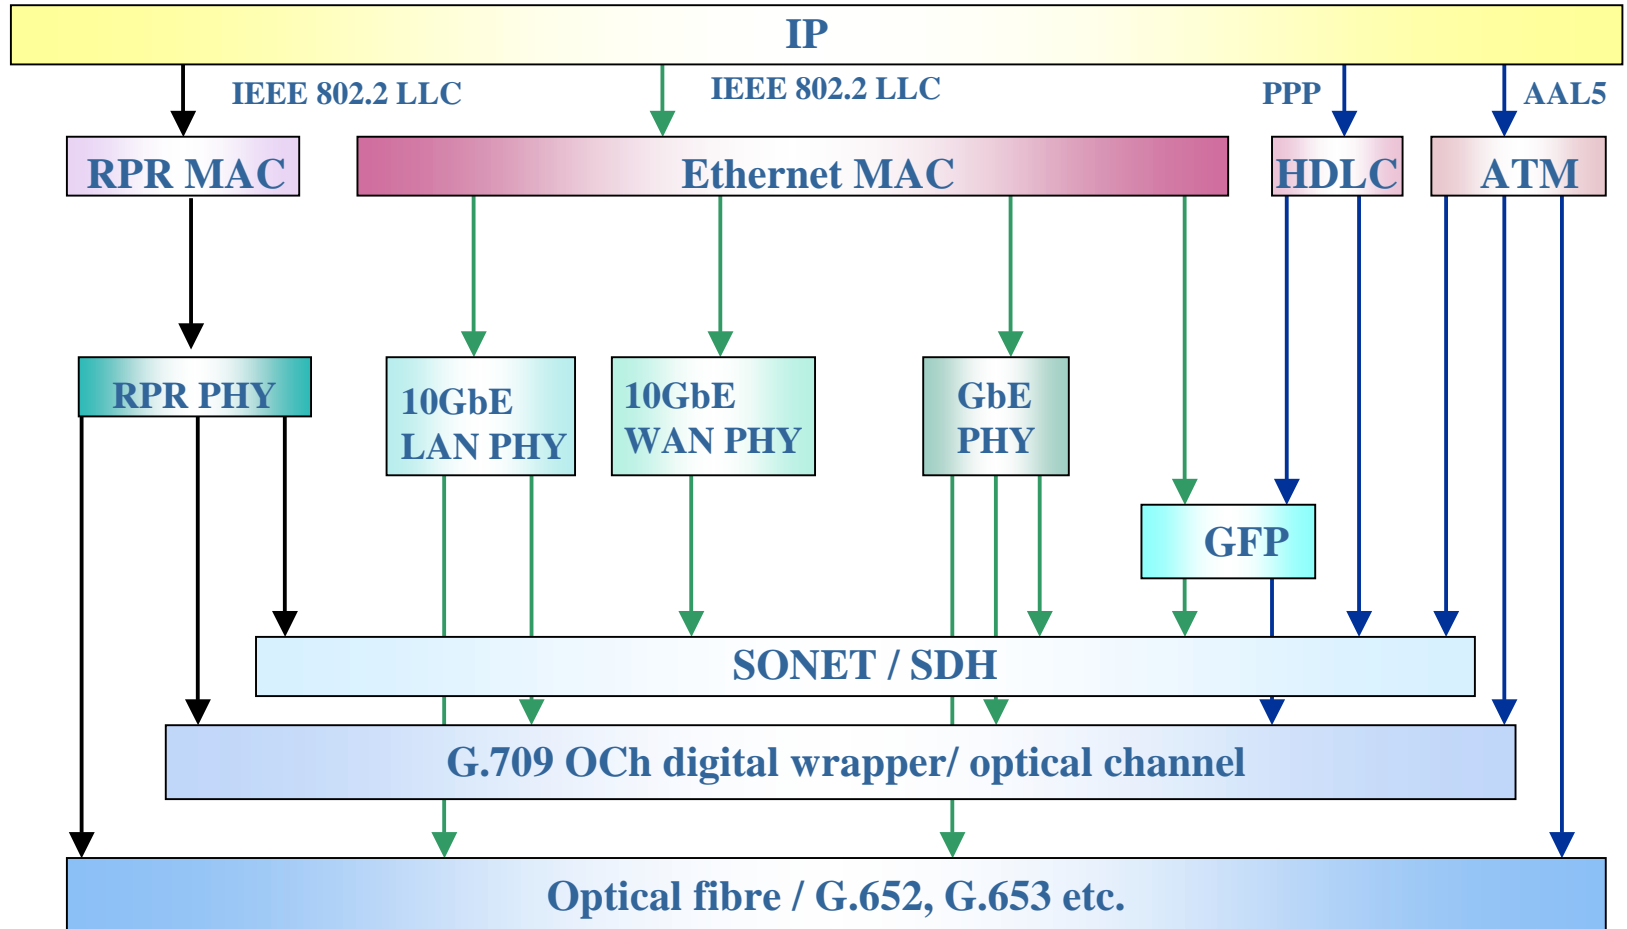 IP
IEEE 802.2 LLC
IEEE 802.2 LLC
PPP
AAL5
RPR MAC
Ethernet MAC
HDLC
ATM
RPR PHY
10GbE
LAN PHY
10GbE
WAN PHY
GbE
PHY
GFP
SONET / SDH
G.709 OCh digital wrapper/ optical channel
Optical fibre / G.652, G.653 etc.